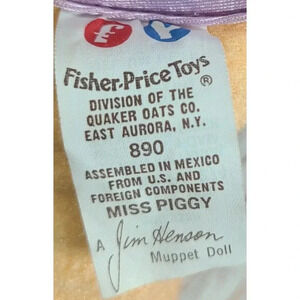 Fisher-Price Toys ®
DIVISION OF THE
QUAKER OATS CO.
EAST AURORA, N.Y.
890
ASSEMBLED IN MEXICO
FROM U.S. AND
FOREIGN COMPONENTS
MISS PIGGY
A Jim Henson
Muppet Doll